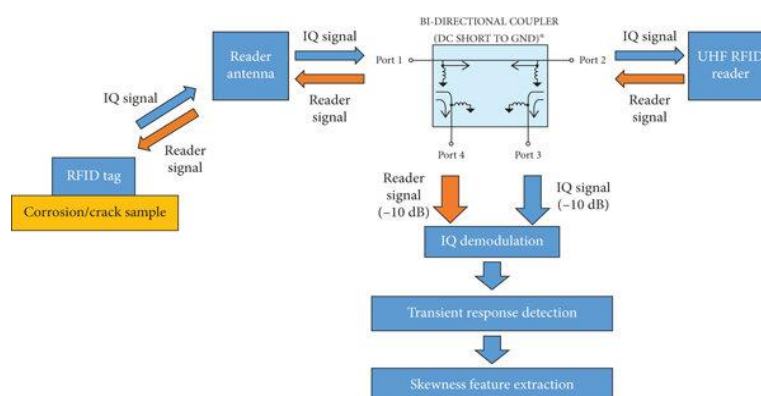 BI-DIRECTIONAL COUPLER
(DC SHORT TO GND)*
IQ signal
Reader
antenna
Port 1
Port 2
IQ signal
UHF RFID
reader
Reader
signal
Reader
signal
IQ signal
Reader
signal
RFID tag
Corrosion/crack sample
Port 4
Port 3
Reader
signal
(–10 dB)
IQ signal
(–10 dB)
IQ demodulation
Transient response detection
Skewness feature extraction